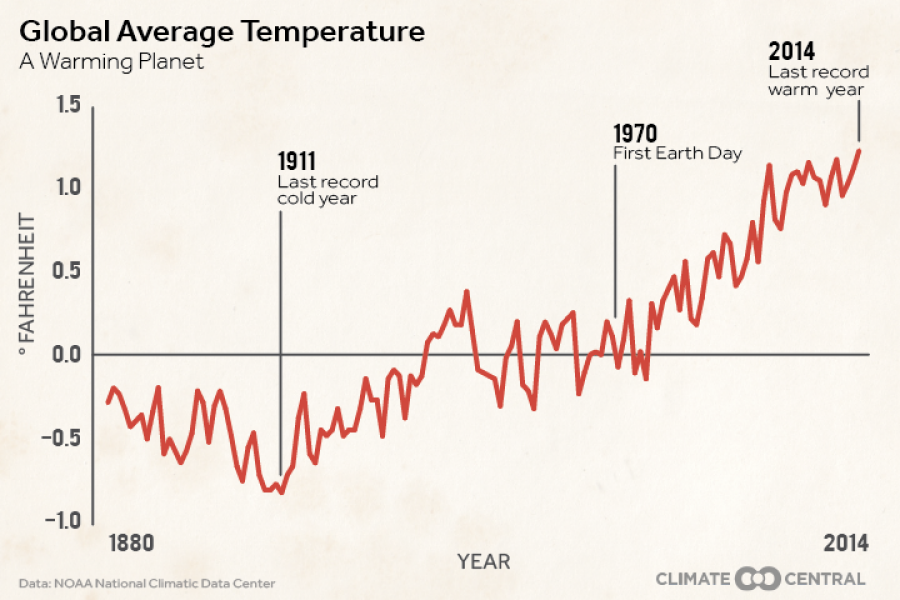 Global Average Temperature
A Warming Planet
2014
Last record
warm year
1.5
1970
First Earth Day
1911
Last record
cold year
1.0
0.5
° FAHRENHEIT
0.0
−0.5
−1.0
1880
2014
YEAR
Data: NOAA National Climatic Data Center
CLIMATE CENTRAL